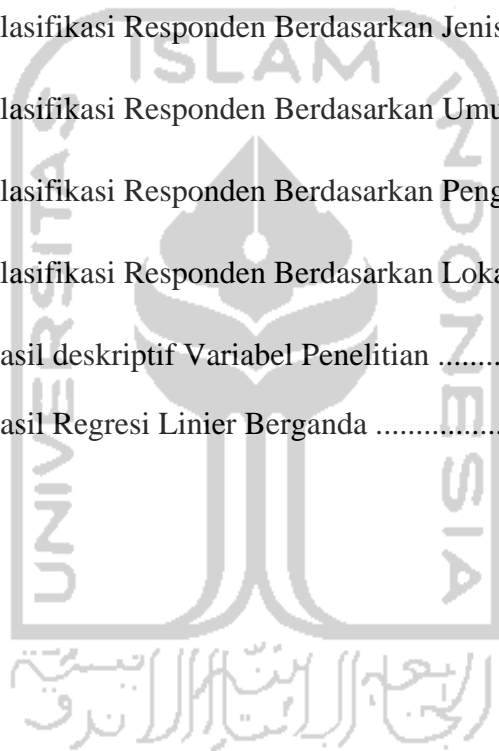 lasifikasi Responden Berdasarkan Jenis
ISLAM
lasifikasi Responden Berdasarkan Umu
lasifikasi Responden Berdasarkan Peng
lasifikasi Responden Berdasarkan Loka
asil deskriptif Variabel Penelitian ........
asil Regresi Linier Berganda ................
UNIVERSITAS
INDONESIA